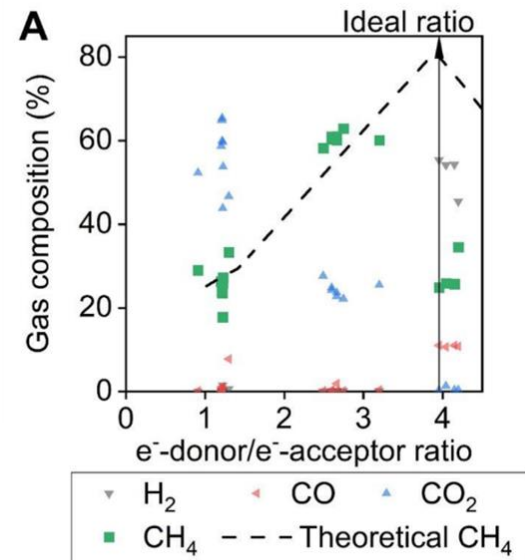 A
Ideal ratio
Gas composition (%)
80
60
40
20
0
0 1 2 3 4
e⁻-donor/e⁻-acceptor ratio
H₂ CO CO₂
CH₄ Theoretical CH₄